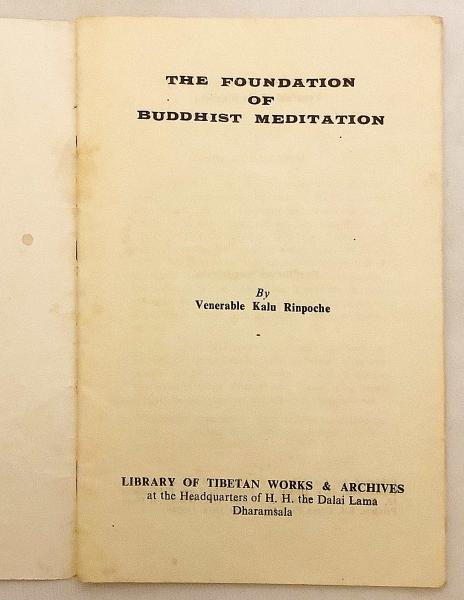 THE FOUNDATION
OF
BUDDHIST MEDITATION
By
Venerable Kalu Rinpoche
LIBRARY OF TIBETAN WORKS & ARCHIVES
at the Headquarters of H. H. the Dalai Lama
Dharamsala